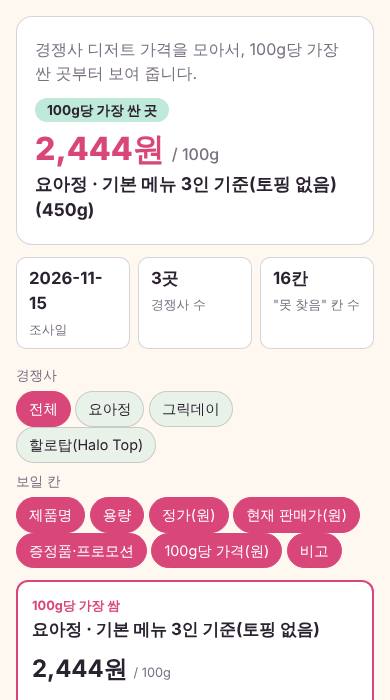 경쟁사 디저트 가격을 모아서, 100g당 가장
싼 곳부터 보여 줍니다.
100g당 가장 싼 곳
2,444원 / 100g
요아정 · 기본 메뉴 3인 기준(토핑 없음)
(450g)
2026-11-
15
조사일
3곳
경쟁사 수
16칸
"못 찾음" 칸 수
경쟁사
전체 요아정 그릭데이
할로탑(Halo Top)
보일 칸
제품명 용량 정가(원) 현재 판매가(원)
증정품·프로모션 100g당 가격(원) 비고
100g당 가장 쌈
요아정 · 기본 메뉴 3인 기준(토핑 없음)
2,444원 / 100g